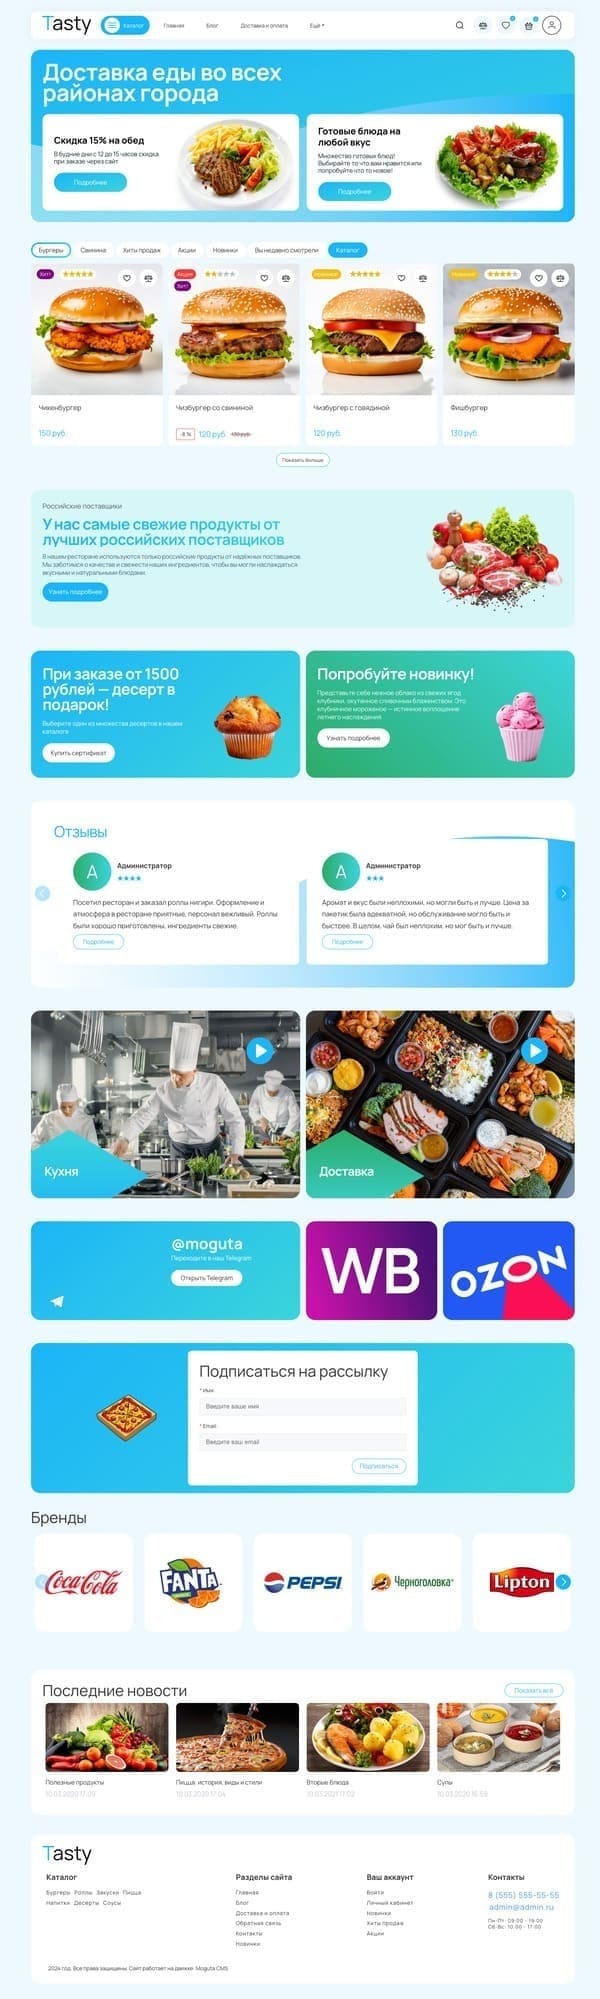 Tasty
Каталог
Главная
Блог
Доставка и оплата
Ещё
Доставка еды во всех
районах города
Скидка 15% на обед
В будние дни с 12 до 15 часов скидка
при заказе через сайт
Подробнее
Готовые блюда на
любой вкус
Множество готовых блюд!
Выбирайте то что вам нравится или
попробуйте что то новое!
Подробнее
Бургеры
Свинина
Хиты продаж
Акции
Новинки
Вы недавно смотрели
Каталог
Хит!
Акция
Хит!
Новинка
Новинка
Чикенбургер
150 руб.
Чизбургер со свининой
-8 %
120 руб.
130 руб.
Чизбургер с говядиной
120 руб.
Фишбургер
130 руб.
Показать больше
Российские поставщики
У нас самые свежие продукты от
лучших российских поставщиков
В нашем ресторане используются только российские продукты от надёжных поставщиков.
Мы заботимся о качестве и свежести наших ингредиентов, чтобы вы могли наслаждаться
вкусными и натуральными блюдами.
Узнать подробнее
При заказе от 1500
рублей — десерт в
подарок!
Выберите один из множества десертов в нашем
каталоге
Купить сертификат
Попробуйте новинку!
Представьте себе нежное облако из свежих ягод
клубники, окутанное сливочным блаженством. Это
клубничное мороженое — истинное воплощение
летнего наслаждения
Узнать подробнее
Отзывы
А
Администратор
Посетил ресторан и заказал роллы нигири. Оформление и
атмосфера в ресторане приятные, персонал вежливый. Роллы
были хорошо приготовлены, ингредиенты свежие.
Подробнее
А
Администратор
Аромат и вкус были неплохими, но могли быть и лучше. Цена за
пакетик была адекватной, но обслуживание могло быть и
быстрее. В целом, чай был неплохим, но мог быть и лучше.
Подробнее
Кухня
Доставка
@moguta
Переходите в наш Telegram
Открыть Telegram
WB
OZON
Подписаться на рассылку
* Имя:
Введите ваше имя
* Email:
Введите ваш email
Подписаться
Бренды
Coca-Cola
FANTA
PEPSI
Черноголовка
Lipton
Последние новости
Показать всё
Полезные продукты
10.03.2020 17:09
Пицца: история, виды и стили
10.03.2020 17:04
Вторые блюда
10.03.2021 17:02
Супы
10.03.2020 16:59
Tasty
Каталог
Бургеры Роллы Закуски Пицца
Напитки Десерты Соусы
Разделы сайта
Главная
Блог
Доставка и оплата
Обратная связь
Контакты
Новинки
Ваш аккаунт
Войти
Личный кабинет
Новинки
Хиты продаж
Акции
Контакты
8 (555) 555-55-55
admin@admin.ru
Пн-Пт: 09:00 - 19:00
Сб-Вс: 10:00 - 17:00
2024 год. Все права защищены. Сайт работает на движке: Moguta.CMS